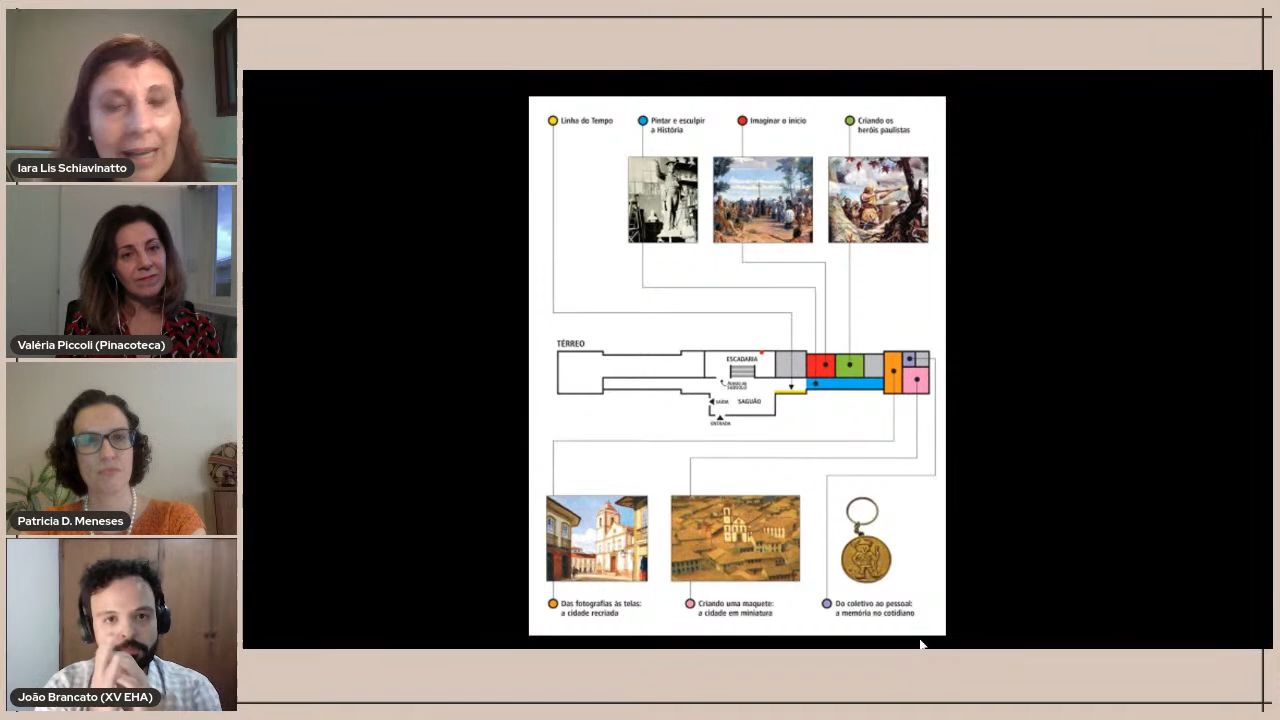 Iara Lis Schiavinatto
Valéria Piccoli (Pinacoteca)
Patricia D. Meneses
João Brancato (XV EHA)
Linha do Tempo
Pintar e esculpir
a História
Imaginar o início
Criando os
heróis paulistas
TÉRREO
ESCADARIA
SAÍDA
SAGUÃO
ENTRADA
Das fotografias às telas:
a cidade recriada
Criando uma maquete:
a cidade em miniatura
Do coletivo ao pessoal:
a memória no cotidiano